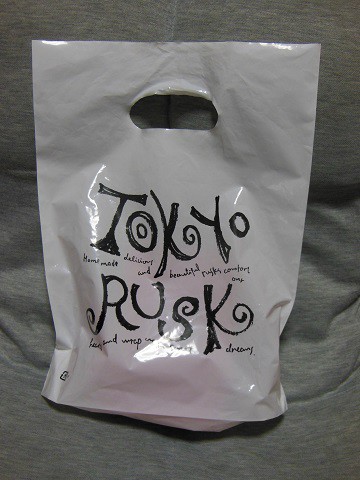 TOKYO
Home made delicious and beautiful rusks comfort our
RUSK
and wrap
dreams.